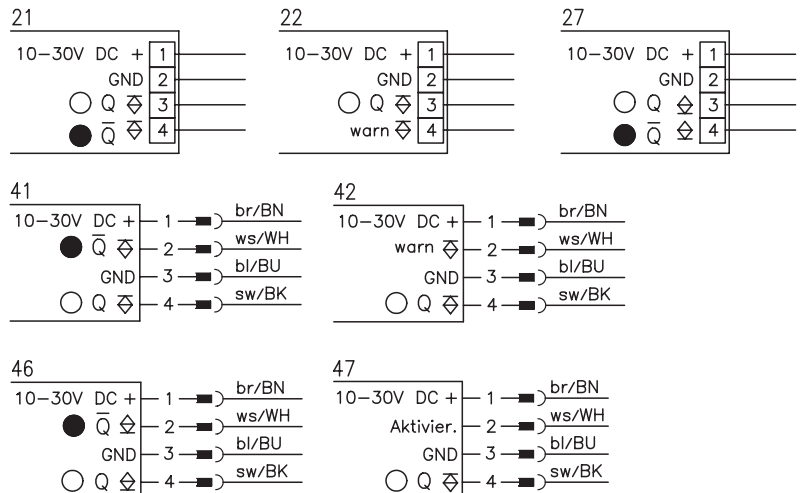 21
10–30V DC + 1
GND 2
Q 3
Q̅ 4
22
10–30V DC + 1
GND 2
Q 3
warn 4
27
10–30V DC + 1
GND 2
Q 3
Q̅ 4
41
10–30V DC + 1 br/BN
Q̅ 2 ws/WH
GND 3 bl/BU
Q 4 sw/BK
42
10–30V DC + 1 br/BN
warn 2 ws/WH
GND 3 bl/BU
Q 4 sw/BK
46
10–30V DC + 1 br/BN
Q̅ 2 ws/WH
GND 3 bl/BU
Q 4 sw/BK
47
10–30V DC + 1 br/BN
Aktivier. 2 ws/WH
GND 3 bl/BU
Q 4 sw/BK